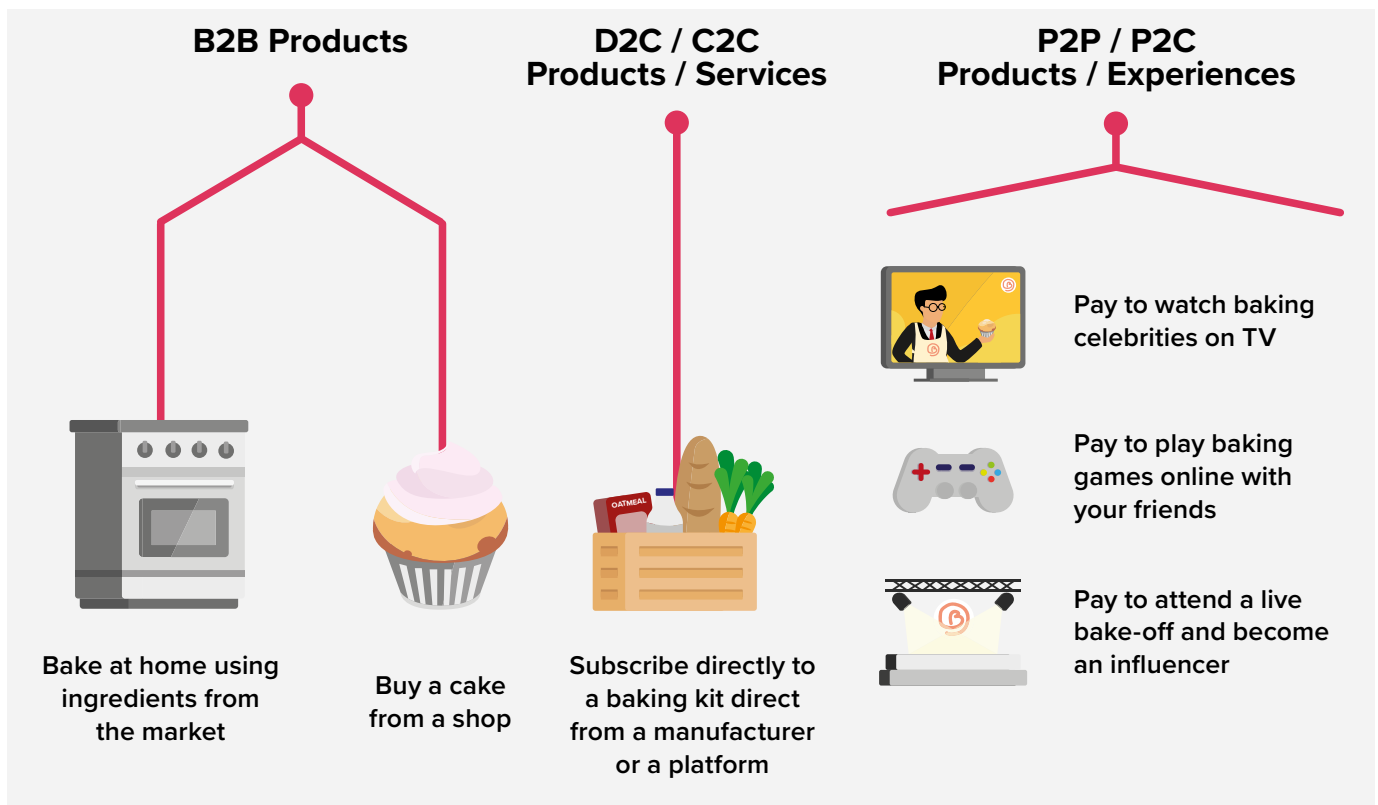 B2B Products
D2C / C2C
Products / Services
P2P / P2C
Products / Experiences
OATMEAL
Bake at home using
ingredients from
the market
Buy a cake
from a shop
Subscribe directly to
a baking kit direct
from a manufacturer
or a platform
Pay to watch baking
celebrities on TV
Pay to play baking
games online with
your friends
Pay to attend a live
bake-off and become
an influencer